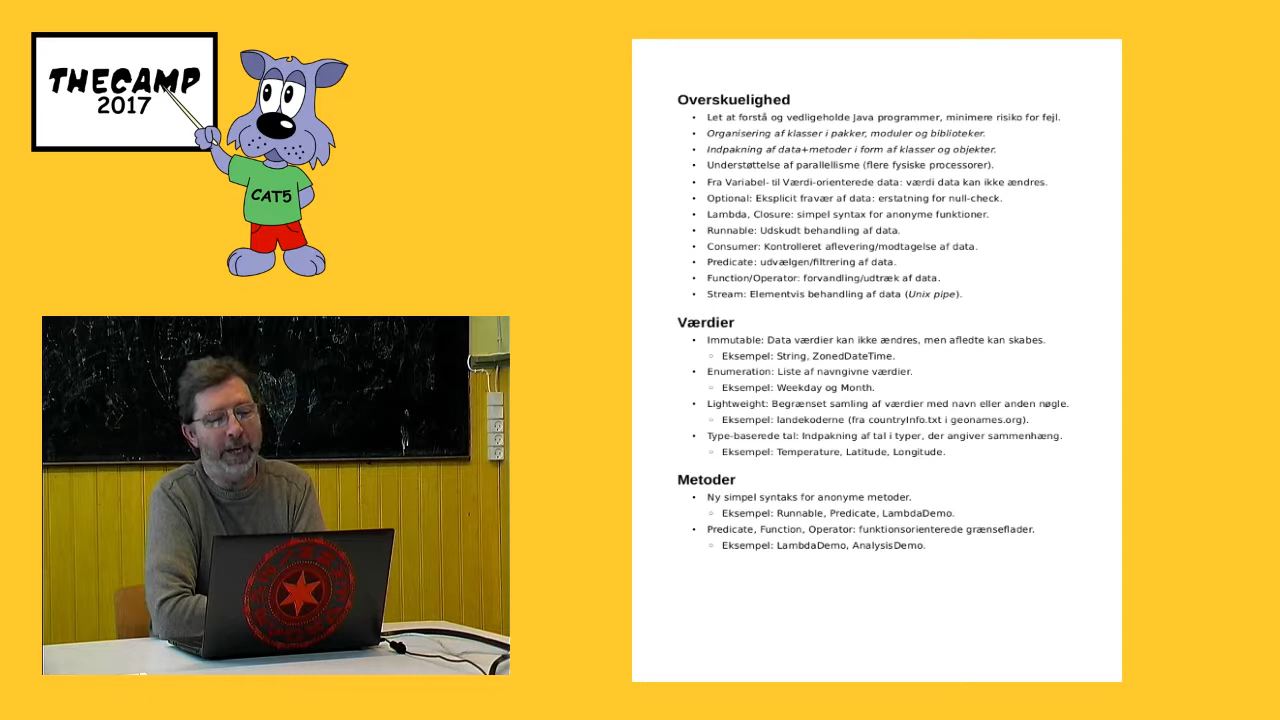 THECAMP
2017
CAT5
Overskuelighed
• Let at forstå og vedligeholde Java programmer, minimere risiko for fejl.
• Organisering af klasser i pakker, moduler og biblioteker.
• Indpakning af data+metoder i form af klasser og objekter.
• Understøttelse af parallellisme (flere fysiske processorer).
• Fra Variabel- til Værdi-orienterede data: værdi data kan ikke ændres.
• Optional: Eksplicit fravær af data: erstatning for null-check.
• Lambda, Closure: simpel syntax for anonyme funktioner.
• Runnable: Udskudt behandling af data.
• Consumer: Kontrolleret aflevering/modtagelse af data.
• Predicate: udvælgen/filtrering af data.
• Function/Operator: forvandling/udtræk af data.
• Stream: Elementvis behandling af data (Unix pipe).
Værdier
• Immutable: Data værdier kan ikke ændres, men afledte kan skabes.
◦ Eksempel: String, ZonedDateTime.
• Enumeration: Liste af navngivne værdier.
◦ Eksempel: Weekday og Month.
• Lightweight: Begrænset samling af værdier med navn eller anden nøgle.
◦ Eksempel: landekoderne (fra countryInfo.txt i geonames.org).
• Type-baserede tal: Indpakning af tal i typer, der angiver sammenhæng.
◦ Eksempel: Temperature, Latitude, Longitude.
Metoder
• Ny simpel syntaks for anonyme metoder.
◦ Eksempel: Runnable, Predicate, LambdaDemo.
• Predicate, Function, Operator: funktionsorienterede grænseflader.
◦ Eksempel: LambdaDemo, AnalysisDemo.